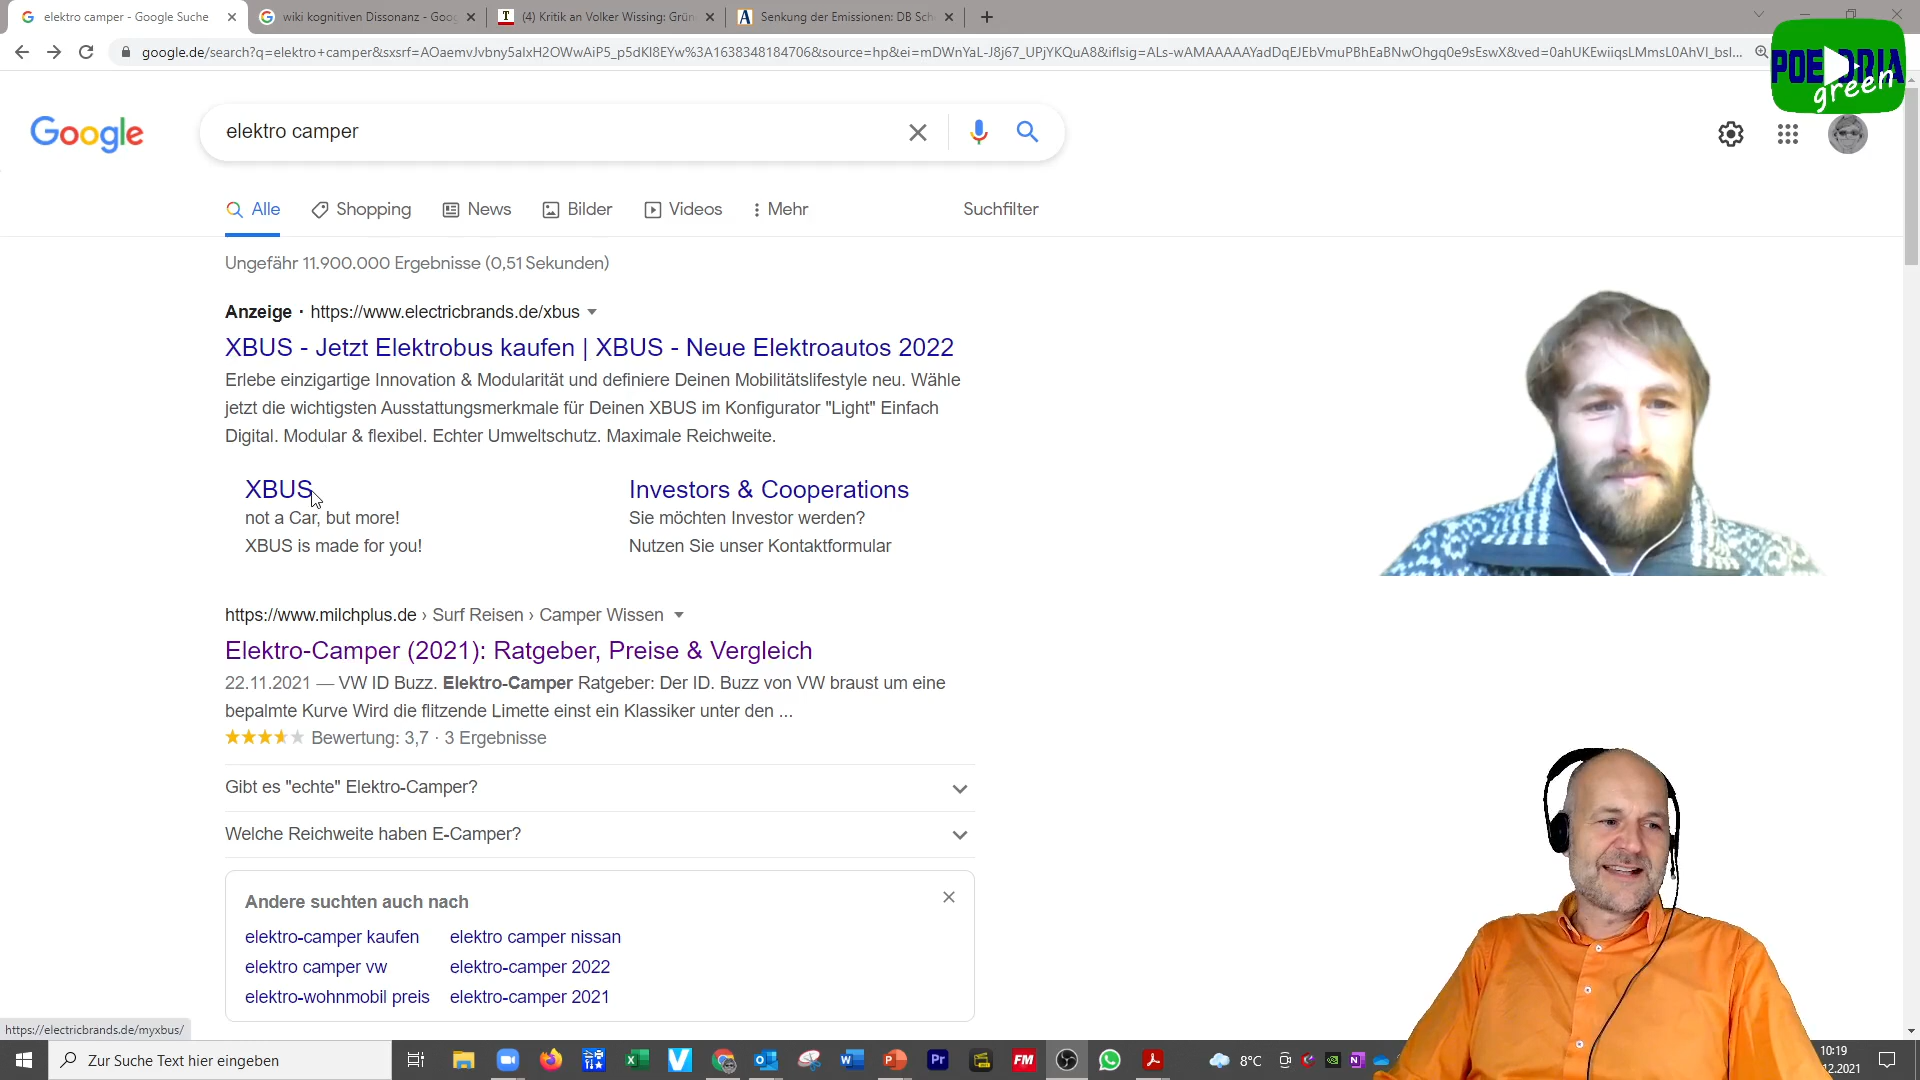 elektro camper - Google Suche
wiki kognitiven Dissonanz - Goog
(4) Kritik an Volker Wissing: Grün
Senkung der Emissionen: DB Sch
google.de/search?q=elektro+camper&sxsrf=AOaemvJvbny5alxH2OWwAiP5_p5dKl8EYw%3A1638348184706&source=hp&ei=mDWnYaL-J8j67_UPjYKQuA8&iflsig=ALs-wAMAAAAAYadDqEJEbVmuPBhEaBNwOhgq0e9sEswX&ved=0ahUKEwiiqsLMmsL0AhVI_bsI...
green
Google
elektro camper
Alle
Shopping
News
Bilder
Videos
Mehr
Suchfilter
Ungefähr 11.900.000 Ergebnisse (0,51 Sekunden)
Anzeige · https://www.electricbrands.de/xbus
XBUS - Jetzt Elektrobus kaufen | XBUS - Neue Elektroautos 2022
Erlebe einzigartige Innovation & Modularität und definiere Deinen Mobilitätslifestyle neu. Wähle
jetzt die wichtigsten Ausstattungsmerkmale für Deinen XBUS im Konfigurator "Light" Einfach
Digital. Modular & flexibel. Echter Umweltschutz. Maximale Reichweite.
XBUS
not a Car, but more!
XBUS is made for you!
Investors & Cooperations
Sie möchten Investor werden?
Nutzen Sie unser Kontaktformular
https://www.milchplus.de › Surf Reisen › Camper Wissen
Elektro-Camper (2021): Ratgeber, Preise & Vergleich
22.11.2021 — VW ID Buzz. Elektro-Camper Ratgeber: Der ID. Buzz von VW braust um eine
bepalmte Kurve Wird die flitzende Limette einst ein Klassiker unter den ...
Bewertung: 3,7 · 3 Ergebnisse
Gibt es "echte" Elektro-Camper?
Welche Reichweite haben E-Camper?
Andere suchten auch nach
elektro-camper kaufen
elektro camper nissan
elektro camper vw
elektro-camper 2022
elektro-wohnmobil preis
elektro-camper 2021
https://electricbrands.de/myxbus/
Zur Suche Text hier eingeben
8°C
10:19
12.2021